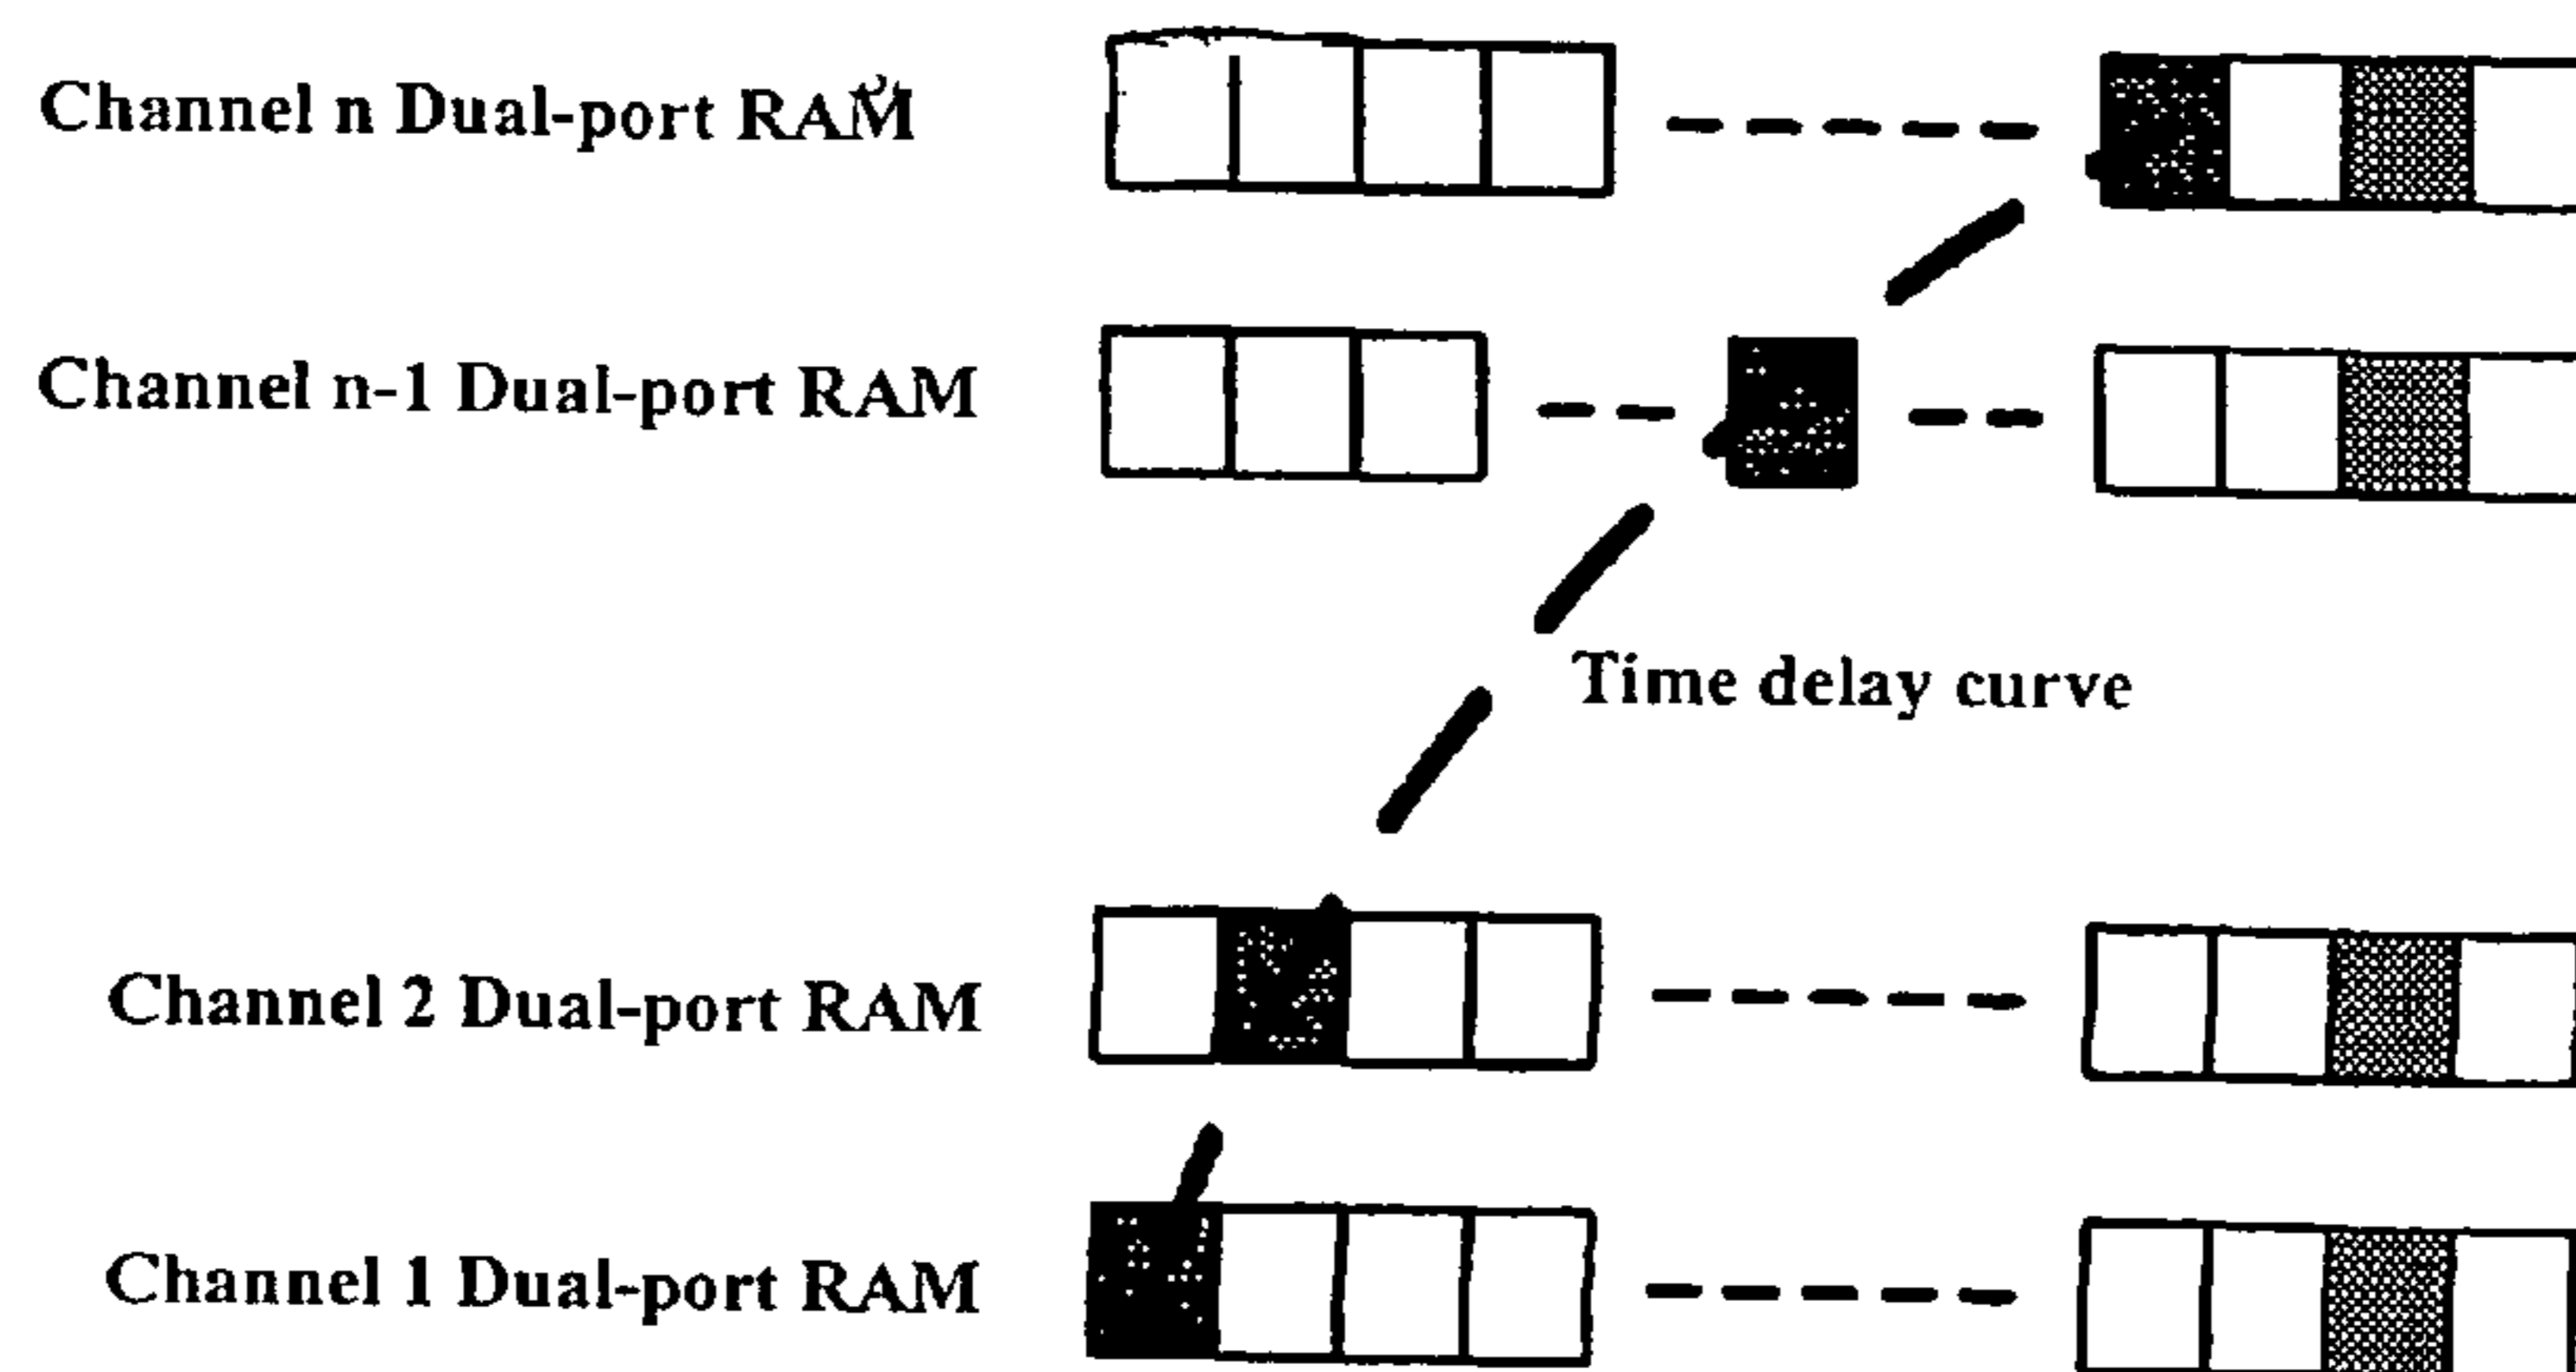 Channel n Dual-port RAM
Channel n-1 Dual-port RAM
Time delay curve
Channel 2 Dual-port RAM
Channel 1 Dual-port RAM